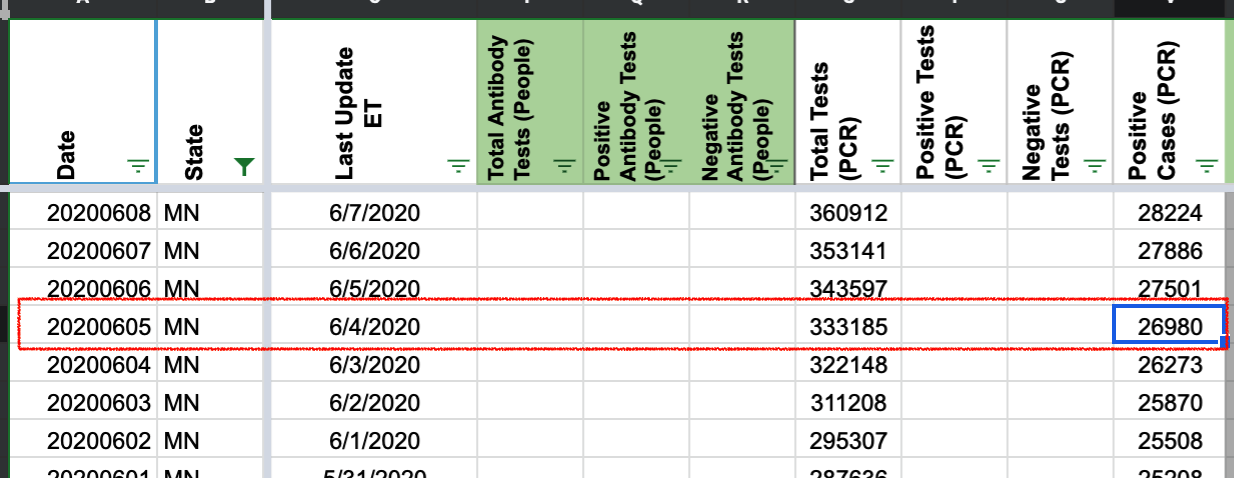 Date State Last Update ET Total Antibody Tests (People) Positive Antibody Tests (People) Negative Antibody Tests (People) Total Tests (PCR) Positive Tests (PCR) Negative Tests (PCR) Positive Cases (PCR)
20200608 MN 6/7/2020 360912 28224
20200607 MN 6/6/2020 353141 27886
20200606 MN 6/5/2020 343597 27501
20200605 MN 6/4/2020 333185 26980
20200604 MN 6/3/2020 322148 26273
20200603 MN 6/2/2020 311208 25870
20200602 MN 6/1/2020 295307 25508
20200601 MN 5/31/2020 287636 25208